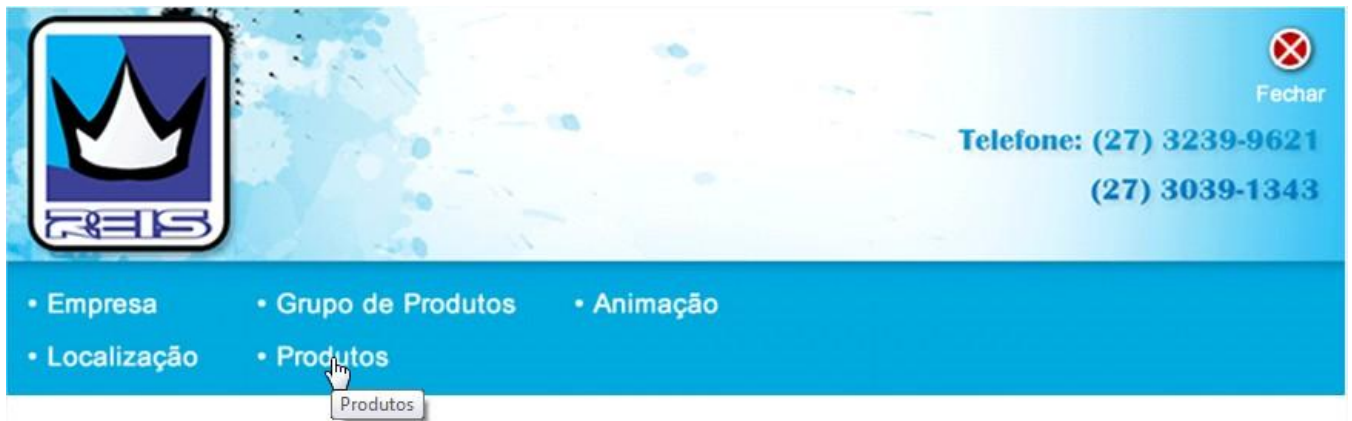 REIS
Fechar
Telefone: (27) 3239-9621
(27) 3039-1343
• Empresa • Grupo de Produtos • Animação
• Localização • Produtos
Produtos